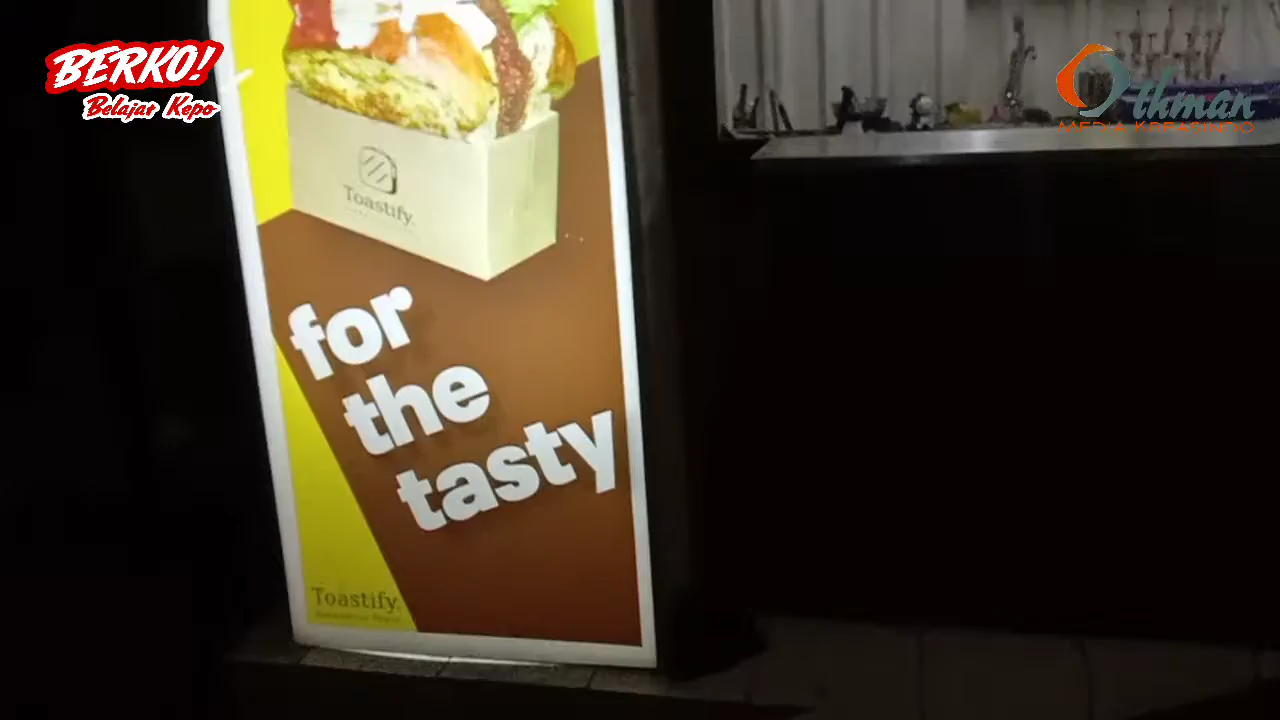 BERKO!
Belajar Kepo
Othman
MEDIA KREASINDO
Toastify.
for
the
tasty
Toastify.